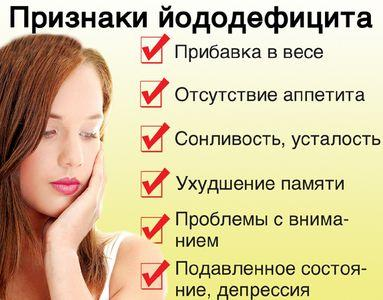 Признаки йододефицита
Прибавка в весе
Отсутствие аппетита
Сонливость, усталость
Ухудшение памяти
Проблемы с внима-
нием
Подавленное состоя-
ние, депрессия